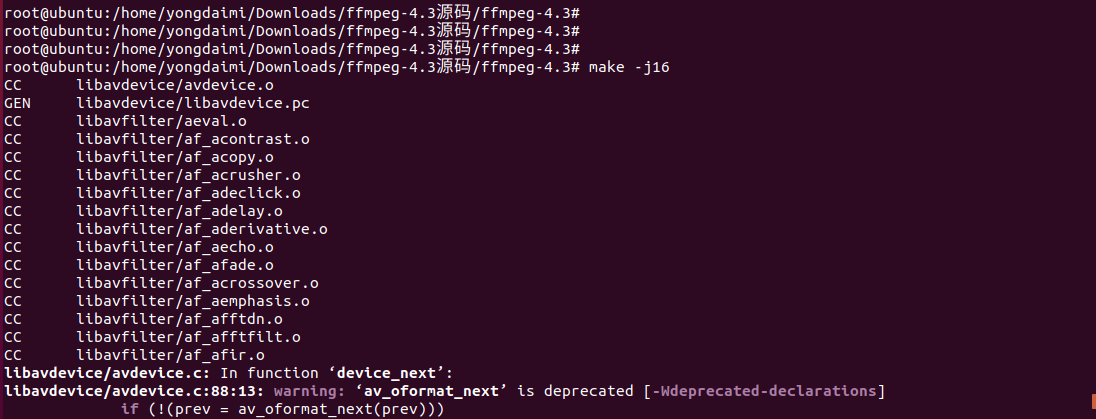 root@ubuntu:/home/yongdaimi/Downloads/ffmpeg-4.3源码/ffmpeg-4.3#
root@ubuntu:/home/yongdaimi/Downloads/ffmpeg-4.3源码/ffmpeg-4.3#
root@ubuntu:/home/yongdaimi/Downloads/ffmpeg-4.3源码/ffmpeg-4.3#
root@ubuntu:/home/yongdaimi/Downloads/ffmpeg-4.3源码/ffmpeg-4.3# make -j16
CC      libavdevice/avdevice.o
GEN     libavdevice/libavdevice.pc
CC      libavfilter/aeval.o
CC      libavfilter/af_acontrast.o
CC      libavfilter/af_acopy.o
CC      libavfilter/af_acrusher.o
CC      libavfilter/af_adeclick.o
CC      libavfilter/af_adelay.o
CC      libavfilter/af_aderivative.o
CC      libavfilter/af_aecho.o
CC      libavfilter/af_afade.o
CC      libavfilter/af_acrossover.o
CC      libavfilter/af_aemphasis.o
CC      libavfilter/af_afftdn.o
CC      libavfilter/af_afftfilt.o
CC      libavfilter/af_afir.o
libavdevice/avdevice.c: In function ‘device_next’:
libavdevice/avdevice.c:88:13: warning: ‘av_oformat_next’ is deprecated [-Wdeprecated-declarations]
             if (!(prev = av_oformat_next(prev)))